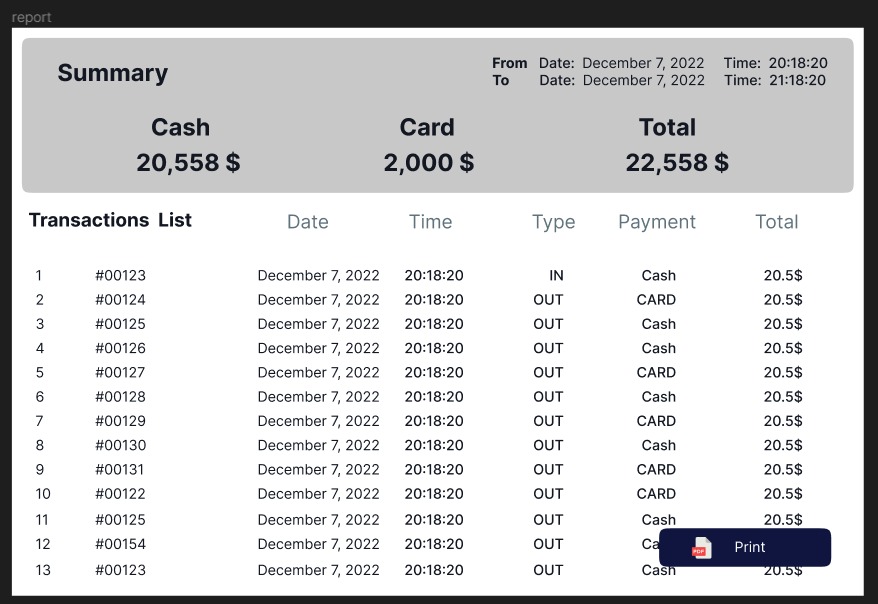 report
Summary
From Date: December 7, 2022 Time: 20:18:20
To Date: December 7, 2022 Time: 21:18:20
Cash Card Total
20,558 $ 2,000 $ 22,558 $
Transactions List Date Time Type Payment Total
1 #00123 December 7, 2022 20:18:20 IN Cash 20.5$
2 #00124 December 7, 2022 20:18:20 OUT CARD 20.5$
3 #00125 December 7, 2022 20:18:20 OUT Cash 20.5$
4 #00126 December 7, 2022 20:18:20 OUT Cash 20.5$
5 #00127 December 7, 2022 20:18:20 OUT CARD 20.5$
6 #00128 December 7, 2022 20:18:20 OUT Cash 20.5$
7 #00129 December 7, 2022 20:18:20 OUT CARD 20.5$
8 #00130 December 7, 2022 20:18:20 OUT Cash 20.5$
9 #00131 December 7, 2022 20:18:20 OUT CARD 20.5$
10 #00122 December 7, 2022 20:18:20 OUT CARD 20.5$
11 #00125 December 7, 2022 20:18:20 OUT Cash 20.5$
12 #00154 December 7, 2022 20:18:20 OUT
PDF Print
13 #00123 December 7, 2022 20:18:20 OUT Cash 20.5$